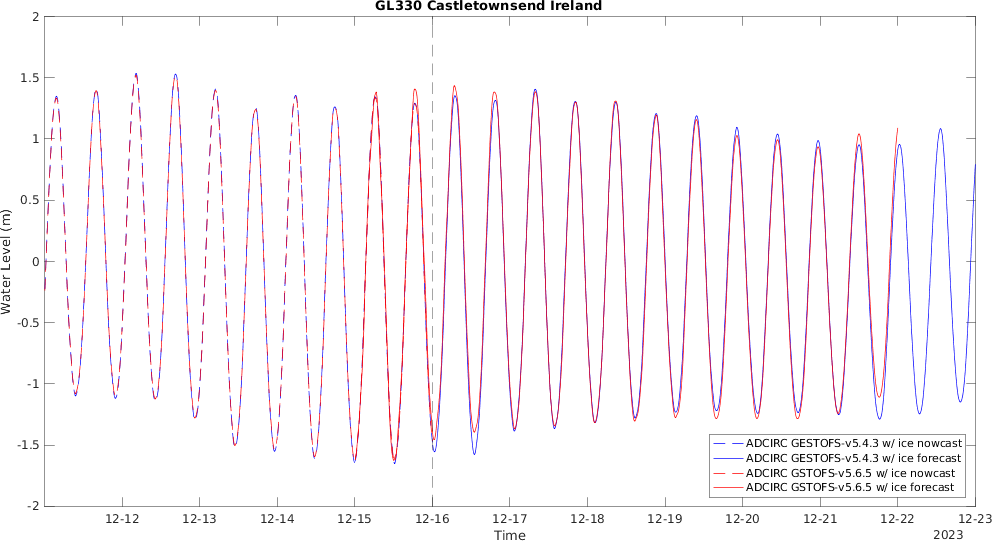 GL330 Castletownsend Ireland
2
1.5
1
0.5
0
-0.5
-1
-1.5
-2
Water Level (m)
ADCIRC GESTOFS-v5.4.3 w/ ice nowcast
ADCIRC GESTOFS-v5.4.3 w/ ice forecast
ADCIRC GSTOFS-v5.6.5 w/ ice nowcast
ADCIRC GSTOFS-v5.6.5 w/ ice forecast
12-12 12-13 12-14 12-15 12-16 12-17 12-18 12-19 12-20 12-21 12-22 12-23
Time 2023